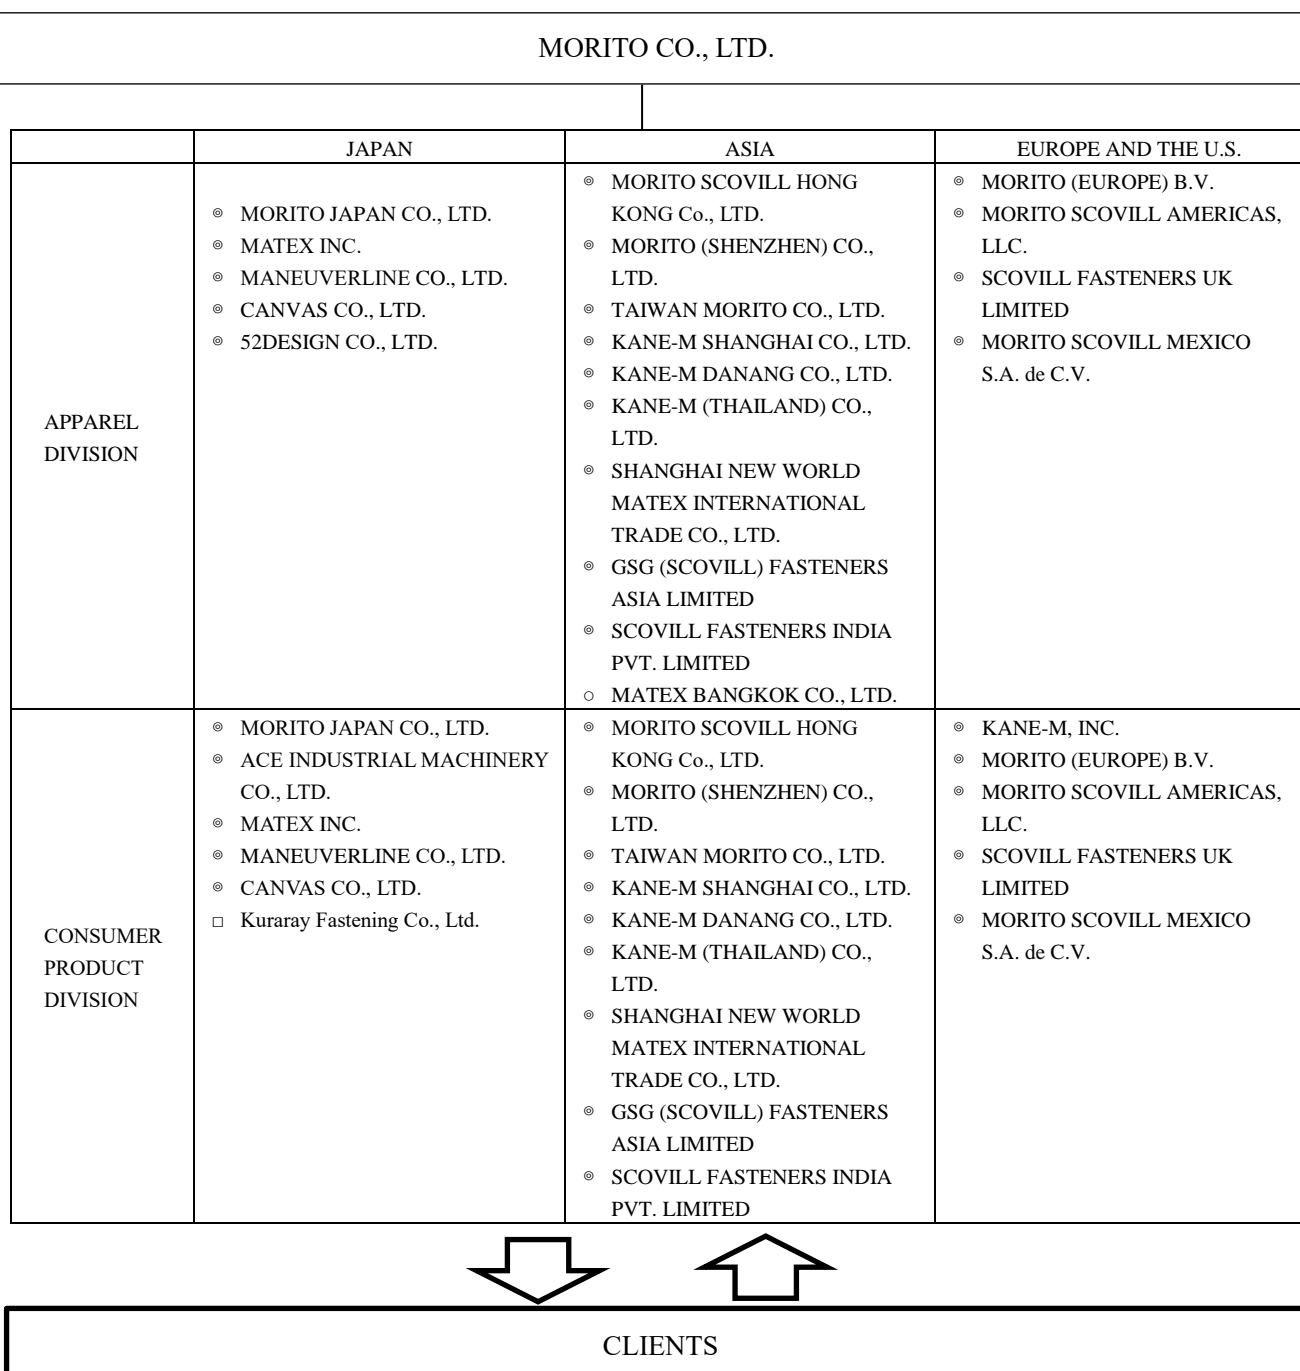 MORITO CO., LTD.
JAPAN
ASIA
EUROPE AND THE U.S.
APPAREL
DIVISION
◎ MORITO JAPAN CO., LTD.
◎ MATEX INC.
◎ MANEUVERLINE CO., LTD.
◎ CANVAS CO., LTD.
◎ 52DESIGN CO., LTD.
◎ MORITO SCOVILL HONG
KONG Co., LTD.
◎ MORITO (SHENZHEN) CO.,
LTD.
◎ TAIWAN MORITO CO., LTD.
◎ KANE-M SHANGHAI CO., LTD.
◎ KANE-M DANANG CO., LTD.
◎ KANE-M (THAILAND) CO.,
LTD.
◎ SHANGHAI NEW WORLD
MATEX INTERNATIONAL
TRADE CO., LTD.
◎ GSG (SCOVILL) FASTENERS
ASIA LIMITED
◎ SCOVILL FASTENERS INDIA
PVT. LIMITED
○ MATEX BANGKOK CO., LTD.
◎ MORITO (EUROPE) B.V.
◎ MORITO SCOVILL AMERICAS,
LLC.
◎ SCOVILL FASTENERS UK
LIMITED
◎ MORITO SCOVILL MEXICO
S.A. de C.V.
CONSUMER
PRODUCT
DIVISION
◎ MORITO JAPAN CO., LTD.
◎ ACE INDUSTRIAL MACHINERY
CO., LTD.
◎ MATEX INC.
◎ MANEUVERLINE CO., LTD.
◎ CANVAS CO., LTD.
□ Kuraray Fastening Co., Ltd.
◎ MORITO SCOVILL HONG
KONG Co., LTD.
◎ MORITO (SHENZHEN) CO.,
LTD.
◎ TAIWAN MORITO CO., LTD.
◎ KANE-M SHANGHAI CO., LTD.
◎ KANE-M DANANG CO., LTD.
◎ KANE-M (THAILAND) CO.,
LTD.
◎ SHANGHAI NEW WORLD
MATEX INTERNATIONAL
TRADE CO., LTD.
◎ GSG (SCOVILL) FASTENERS
ASIA LIMITED
◎ SCOVILL FASTENERS INDIA
PVT. LIMITED
◎ KANE-M, INC.
◎ MORITO (EUROPE) B.V.
◎ MORITO SCOVILL AMERICAS,
LLC.
◎ SCOVILL FASTENERS UK
LIMITED
◎ MORITO SCOVILL MEXICO
S.A. de C.V.
CLIENTS